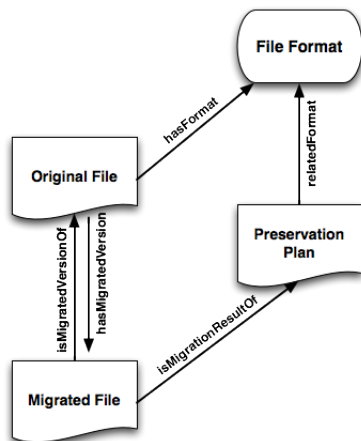 File Format
hasFormat
relatedFormat
Original File
isMigratedVersionOf
hasMigratedVersion
Preservation
Plan
isMigrationResultOf
Migrated File